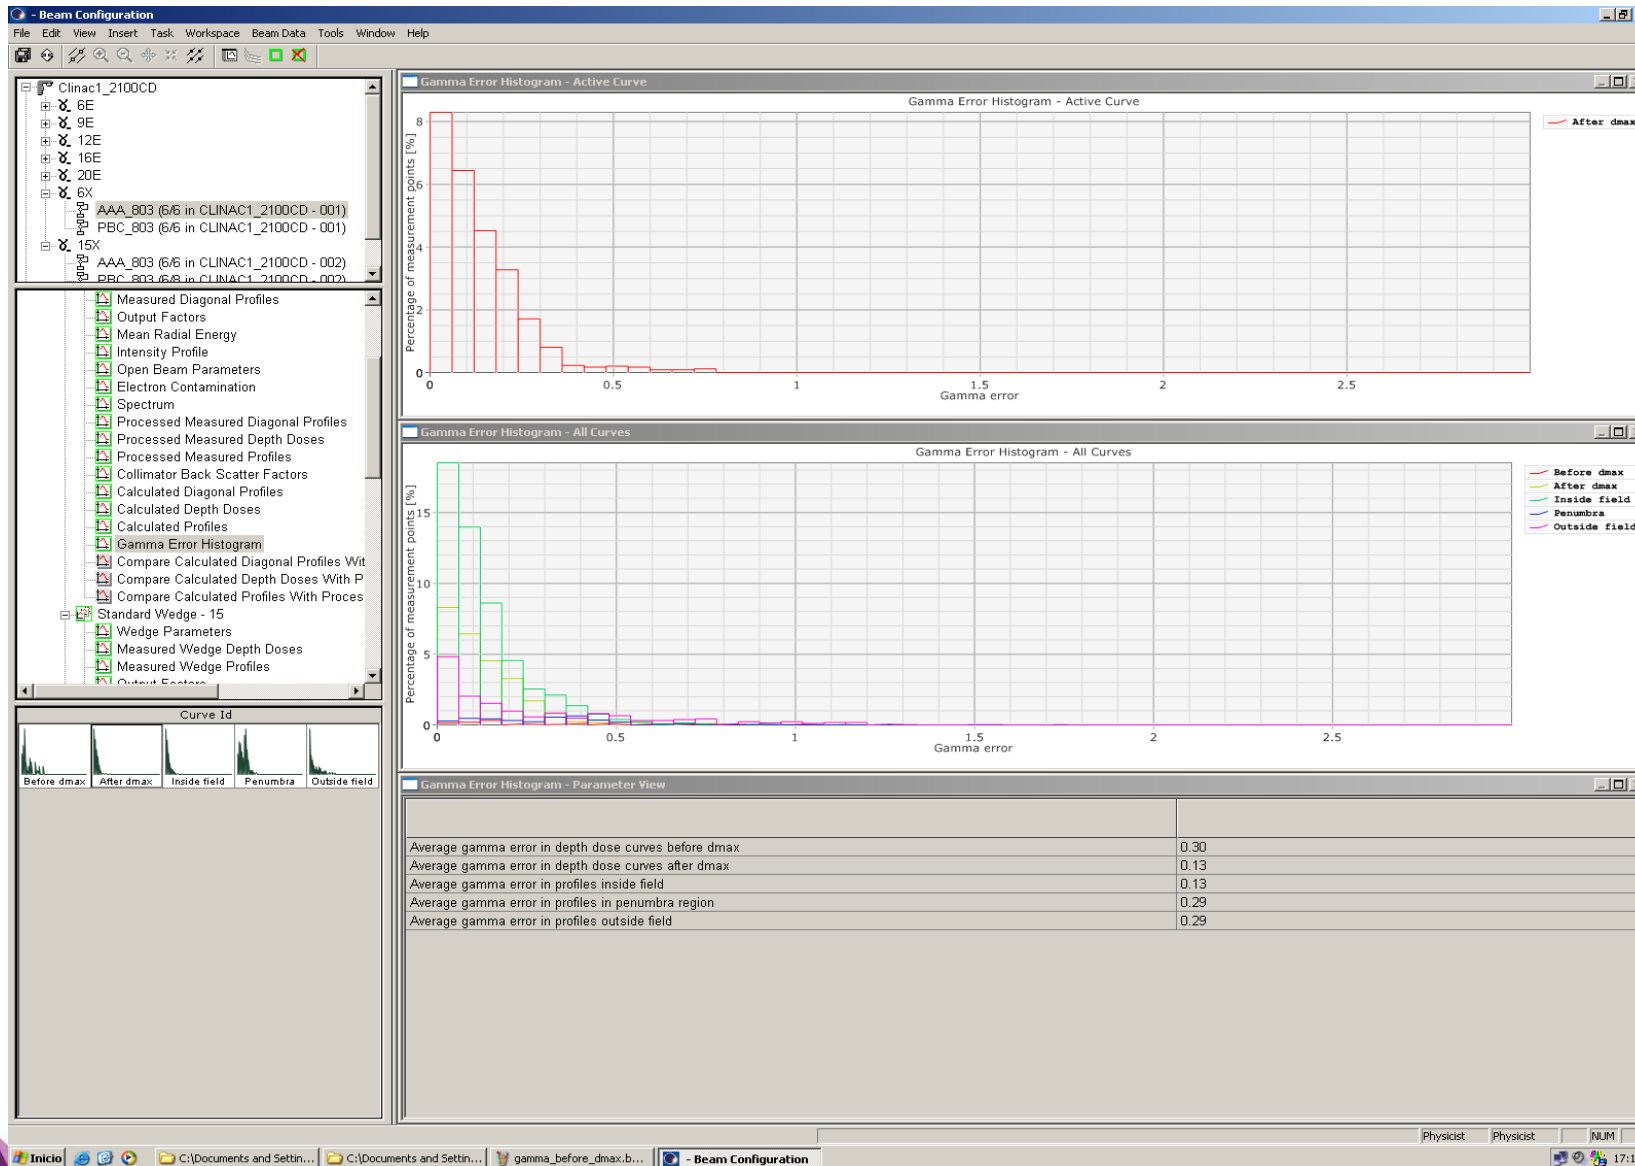 - Beam Configuration
File Edit View Insert Task Workspace Beam Data Tools Window Help
Clinac1_2100CD
6E
9E
12E
16E
20E
6X
AAA_803 (6/6 in CLINAC1_2100CD - 001)
PBC_803 (6/6 in CLINAC1_2100CD - 001)
15X
AAA_803 (6/6 in CLINAC1_2100CD - 002)
PBC_803 (6/8 in CLINAC1_2100CD - 002)
Measured Diagonal Profiles
Output Factors
Mean Radial Energy
Intensity Profile
Open Beam Parameters
Electron Contamination
Spectrum
Processed Measured Diagonal Profiles
Processed Measured Depth Doses
Processed Measured Profiles
Collimator Back Scatter Factors
Calculated Diagonal Profiles
Calculated Depth Doses
Calculated Profiles
Gamma Error Histogram
Compare Calculated Diagonal Profiles Wit
Compare Calculated Depth Doses With P
Compare Calculated Profiles With Proces
Standard Wedge - 15
Wedge Parameters
Measured Wedge Depth Doses
Measured Wedge Profiles
Output Factors
Curve Id
Before dmax After dmax Inside field Penumbra Outside field
Gamma Error Histogram - Active Curve
Gamma Error Histogram - Active Curve
After dmax
Percentage of measurement points [%]
8
6
4
2
0
0 0.5 1 1.5 2 2.5
Gamma error
Gamma Error Histogram - All Curves
Gamma Error Histogram - All Curves
Before dmax
After dmax
Inside field
Penumbra
Outside field
Percentage of measurement points [%]
15
10
5
0
0 0.5 1 1.5 2 2.5
Gamma error
Gamma Error Histogram - Parameter View
Average gamma error in depth dose curves before dmax 0.30
Average gamma error in depth dose curves after dmax 0.13
Average gamma error in profiles inside field 0.13
Average gamma error in profiles in penumbra region 0.29
Average gamma error in profiles outside field 0.29
Physicist Physicist NUM
Inicio C:\Documents and Settin... C:\Documents and Settin... gamma_before_dmax.b... - Beam Configuration 17:1